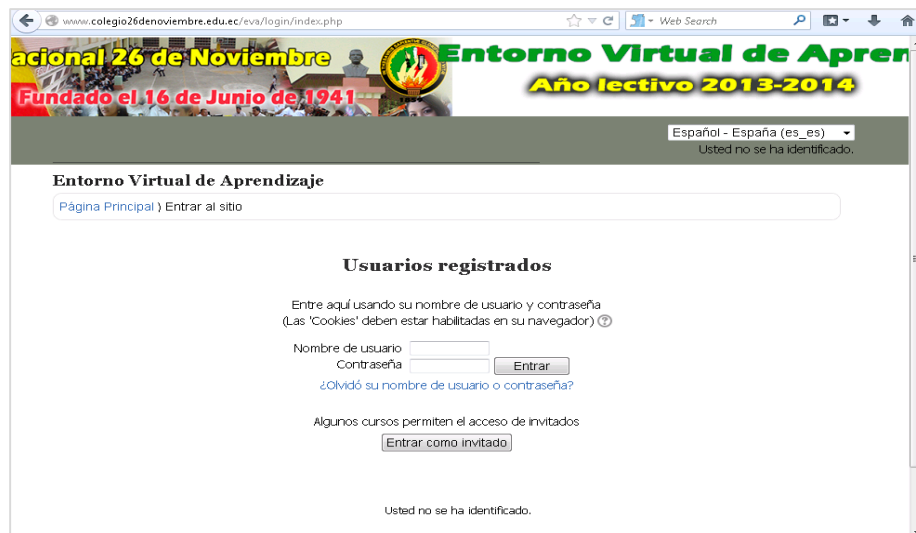 www.colegio26denoviembre.edu.ec/eva/login/index.php
Web Search
acional 26 de Noviembre
Fundado el 16 de Junio de 1941
Entorno Virtual de Apren
Año lectivo 2013-2014
Español - España (es_es)
Usted no se ha identificado.
Entorno Virtual de Aprendizaje
Página Principal ) Entrar al sitio
Usuarios registrados
Entre aquí usando su nombre de usuario y contraseña
(Las 'Cookies' deben estar habilitadas en su navegador) ?
Nombre de usuario
Contraseña
Entrar
¿Olvidó su nombre de usuario o contraseña?
Algunos cursos permiten el acceso de invitados
Entrar como invitado
Usted no se ha identificado.